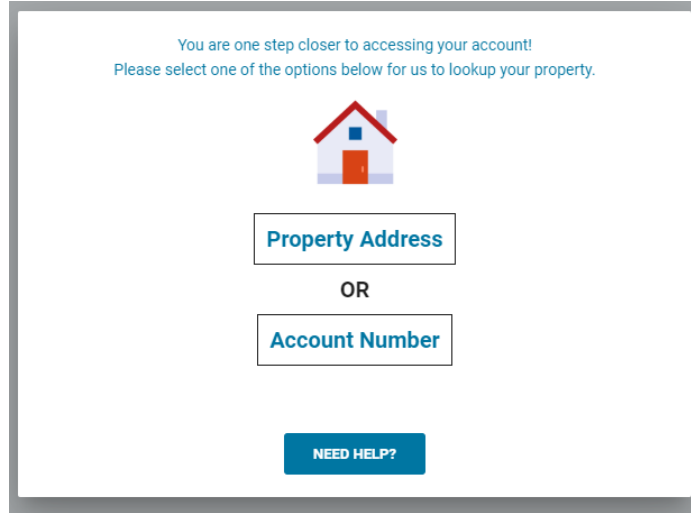 You are one step closer to accessing your account!
Please select one of the options below for us to lookup your property.
Property Address
OR
Account Number
NEED HELP?